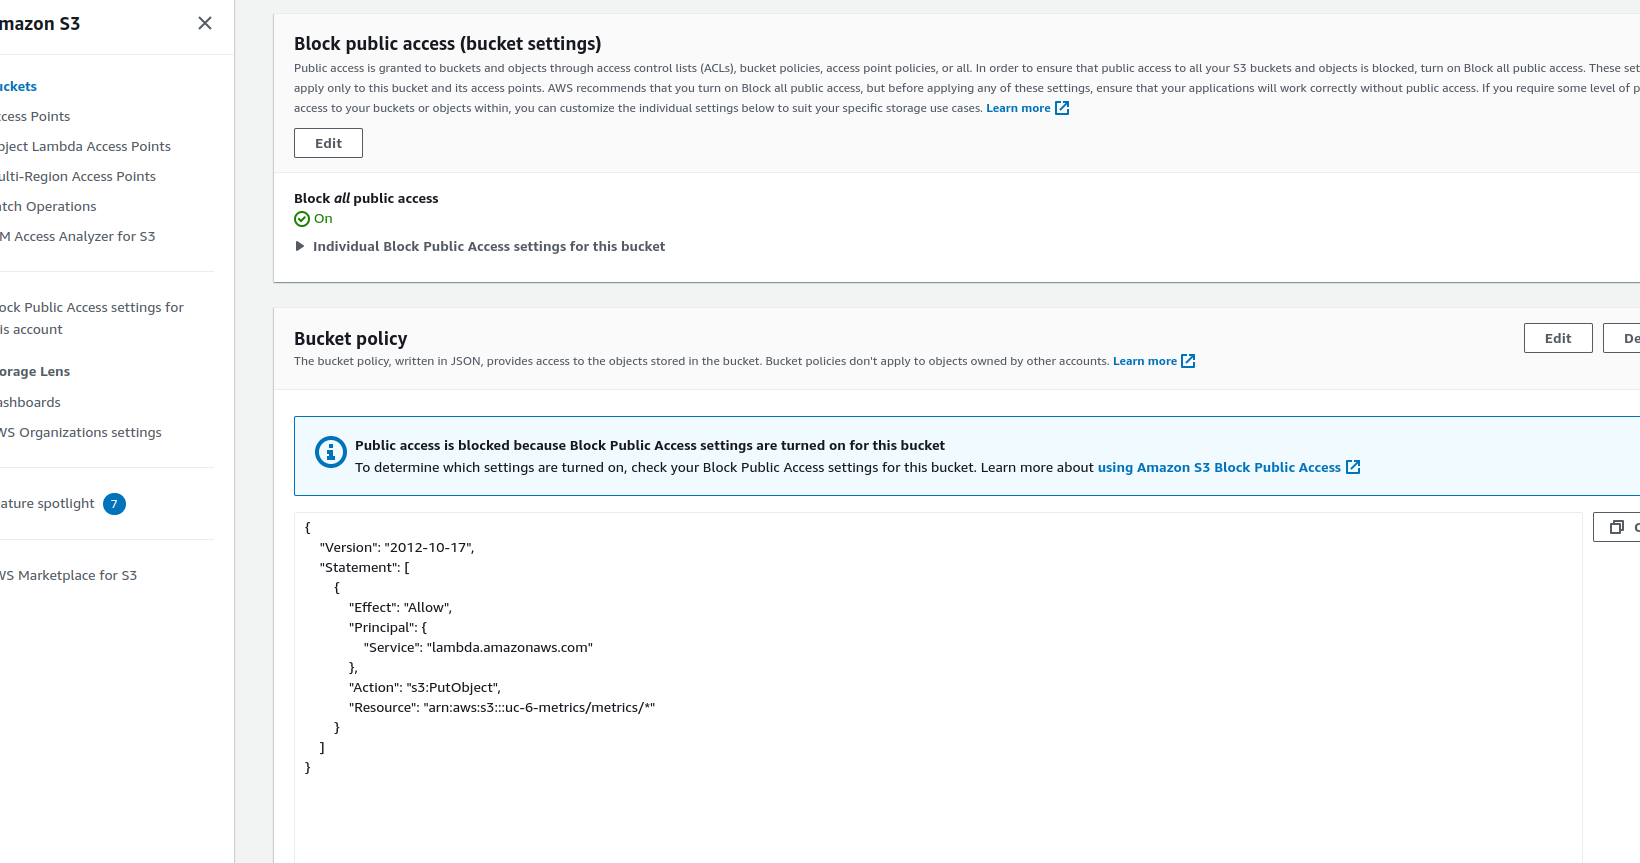 mazon S3
uckets
cess Points
bject Lambda Access Points
ulti-Region Access Points
atch Operations
M Access Analyzer for S3
ock Public Access settings for
is account
orage Lens
ashboards
WS Organizations settings
ature spotlight 7
WS Marketplace for S3
Block public access (bucket settings)
Public access is granted to buckets and objects through access control lists (ACLs), bucket policies, access point policies, or all. In order to ensure that public access to all your S3 buckets and objects is blocked, turn on Block all public access. These set
apply only to this bucket and its access points. AWS recommends that you turn on Block all public access, but before applying any of these settings, ensure that your applications will work correctly without public access. If you require some level of p
access to your buckets or objects within, you can customize the individual settings below to suit your specific storage use cases. Learn more
Edit
Block all public access
On
Individual Block Public Access settings for this bucket
Bucket policy
Edit
De
The bucket policy, written in JSON, provides access to the objects stored in the bucket. Bucket policies don't apply to objects owned by other accounts. Learn more
Public access is blocked because Block Public Access settings are turned on for this bucket
To determine which settings are turned on, check your Block Public Access settings for this bucket. Learn more about using Amazon S3 Block Public Access
{
"Version": "2012-10-17",
"Statement": [
{
"Effect": "Allow",
"Principal": {
"Service": "lambda.amazonaws.com"
},
"Action": "s3:PutObject",
"Resource": "arn:aws:s3:::uc-6-metrics/metrics/*"
}
]
}